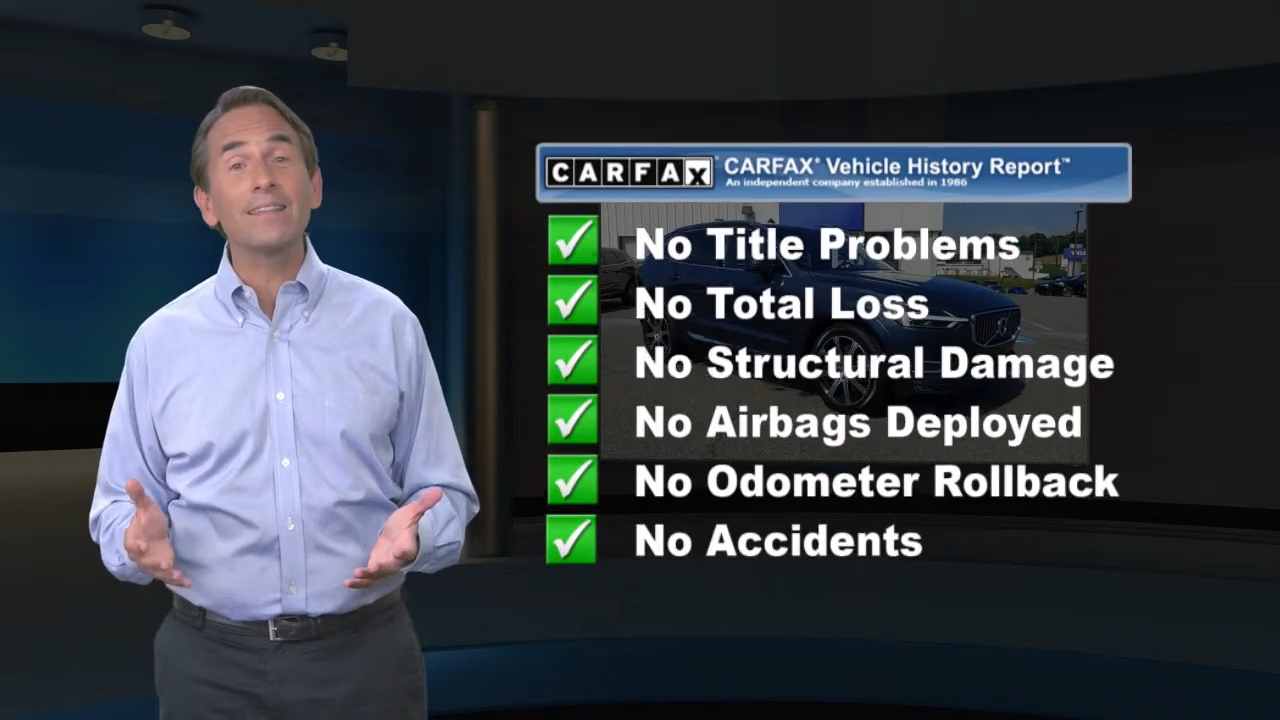 CARFAX CARFAX® Vehicle History Report™
An independent company established in 1986
No Title Problems
No Total Loss
No Structural Damage
No Airbags Deployed
No Odometer Rollback
No Accidents